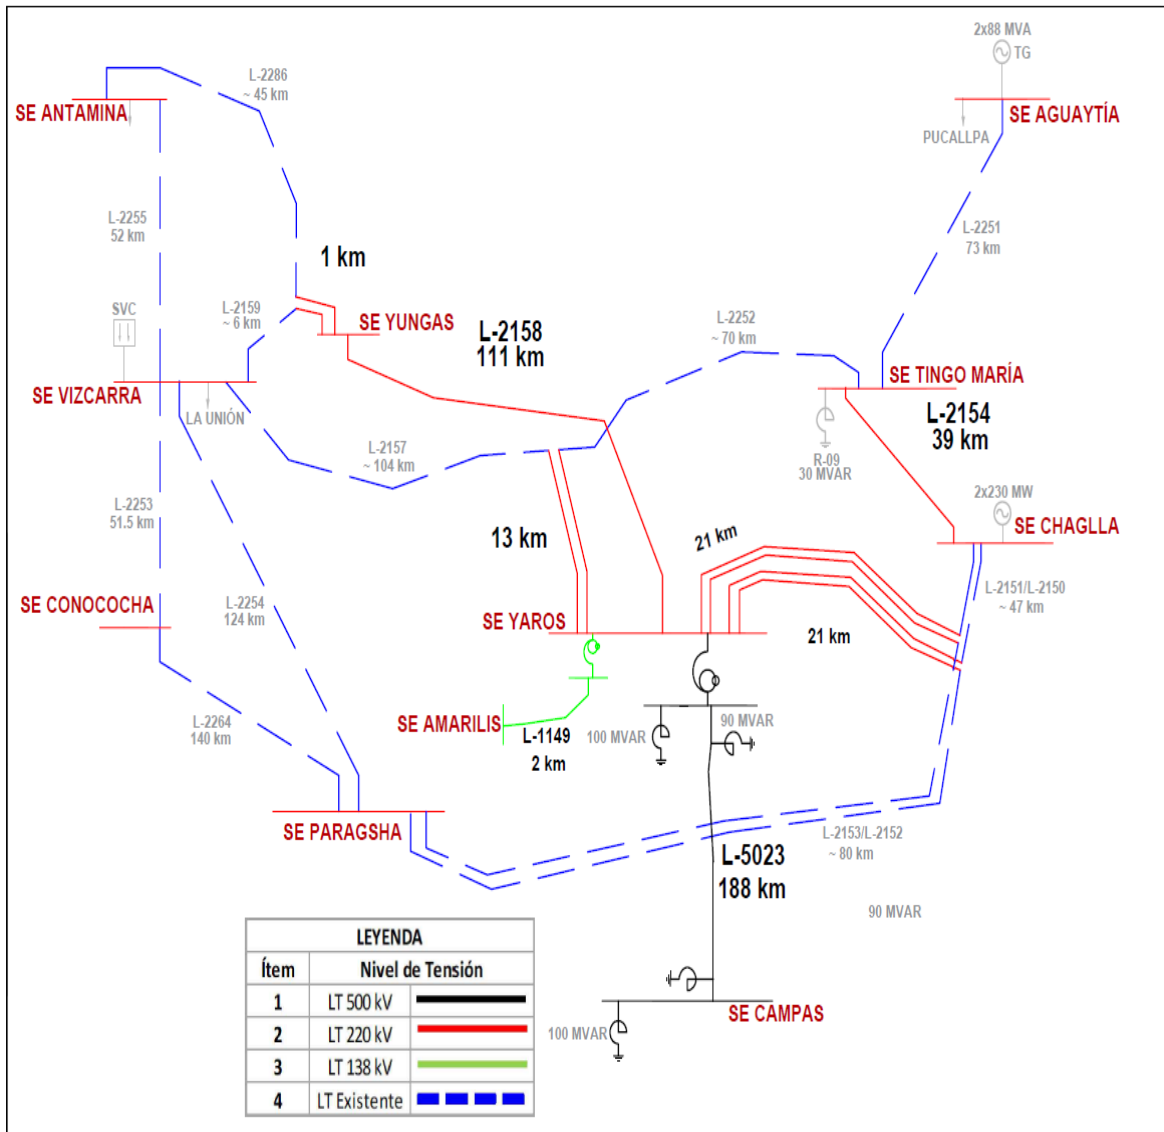 2x88 MVA
TG
L-2286
~ 45 km
SE ANTAMINA
SE AGUAYTÍA
PUCALLPA
L-2255
52 km
L-2251
73 km
1 km
SVC
L-2159
~ 6 km
SE YUNGAS
L-2158
111 km
L-2252
~ 70 km
SE VIZCARRA
LA UNIÓN
SE TINGO MARÍA
L-2154
39 km
L-2157
~ 104 km
R-09
30 MVAR
L-2253
51.5 km
2x230 MW
SE CHAGLLA
13 km
21 km
L-2254
124 km
SE CONOCOCHA
L-2151/L-2150
~ 47 km
SE YAROS
21 km
L-2264
140 km
SE AMARILIS
L-1149
2 km
100 MVAR
90 MVAR
SE PARAGSHA
L-2153/L-2152
~ 80 km
L-5023
188 km
90 MVAR
LEYENDA
Ítem Nivel de Tensión
1 LT 500 kV
2 LT 220 kV
3 LT 138 kV
4 LT Existente
SE CAMPAS
100 MVAR